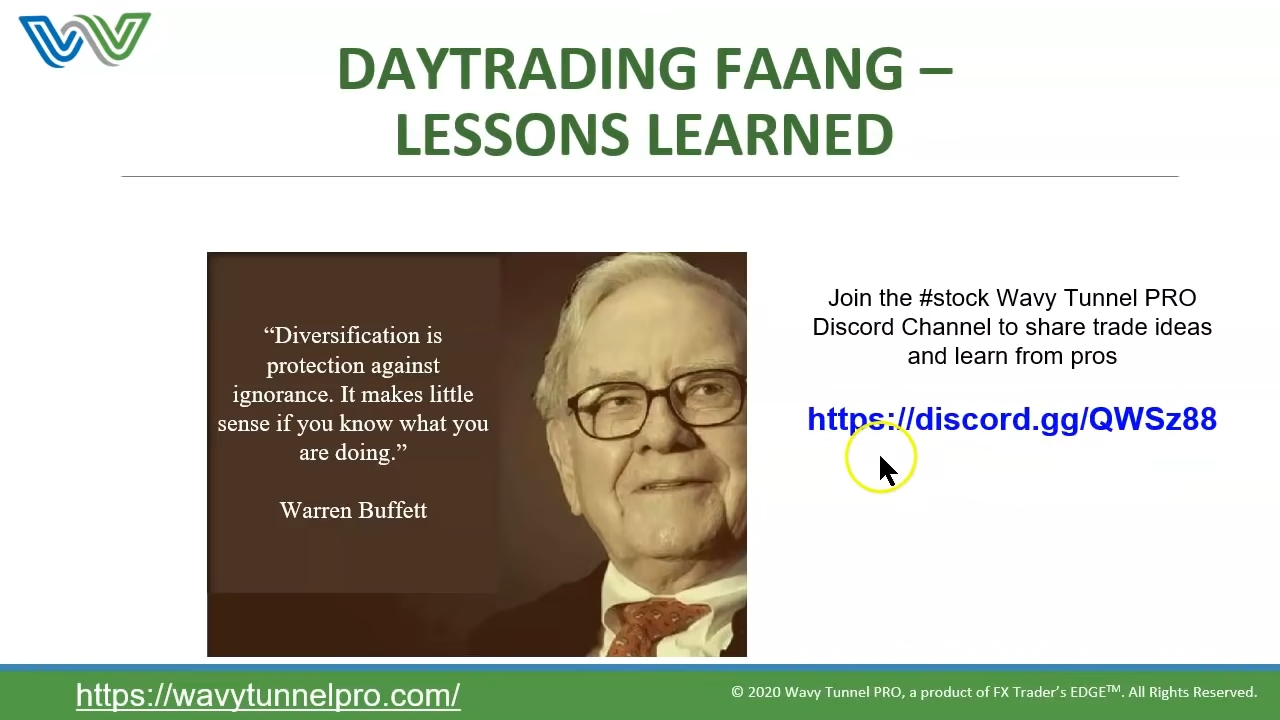 DAYTRADING FAANG –
LESSONS LEARNED
“Diversification is
protection against
ignorance. It makes little
sense if you know what you
are doing.”
Warren Buffett
Join the #stock Wavy Tunnel PRO
Discord Channel to share trade ideas
and learn from pros
https://discord.gg/QWSz88
https://wavytunnelpro.com/
© 2020 Wavy Tunnel PRO, a product of FX Trader’s EDGE™. All Rights Reserved.